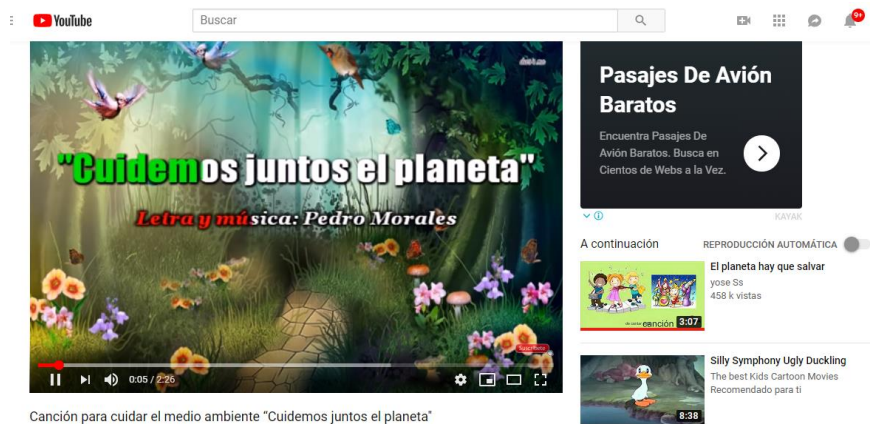 YouTube
Buscar
9+
"Cuidemos juntos el planeta"
Letra y música: Pedro Morales
Suscríbete
0:05 / 2:26
Canción para cuidar el medio ambiente “Cuidemos juntos el planeta"
Pasajes De Avión
Baratos
Encuentra Pasajes De
Avión Baratos. Busca en
Cientos de Webs a la Vez.
KAYAK
A continuación
REPRODUCCIÓN AUTOMÁTICA
El planeta hay que salvar
yose Ss
458 k vistas
canción
3:07
Silly Symphony Ugly Duckling
The best Kids Cartoon Movies
Recomendado para ti
8:38